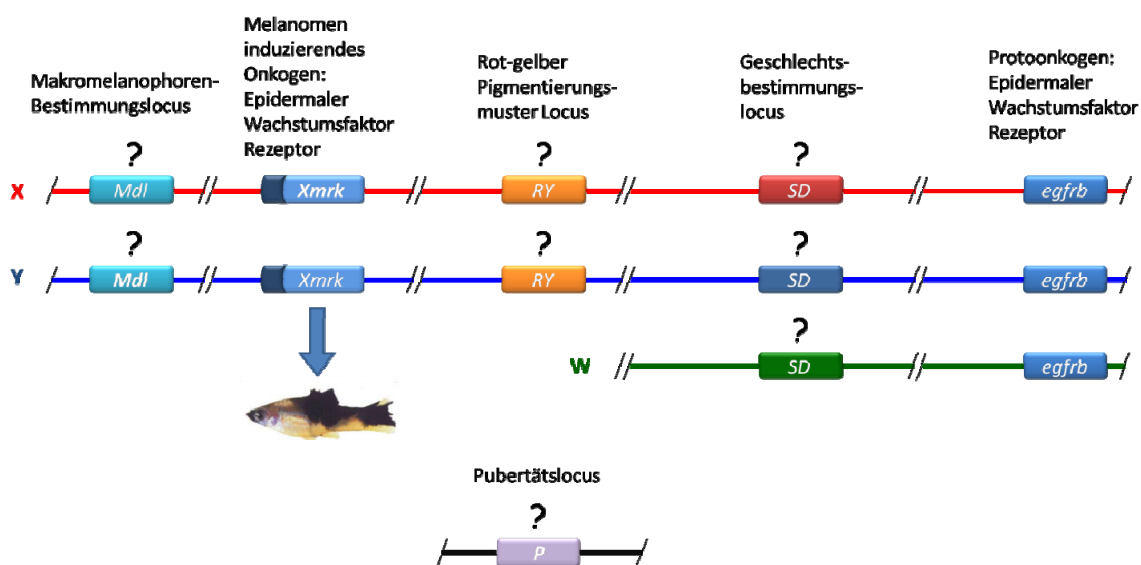 Makromelanophoren-
Bestimmungslocus
?
Melanomen
induzierendes
Onkogen:
Epidermaler
Wachstumsfaktor
Rezeptor
Rot-gelber
Pigmentierungs-
muster Locus
?
Geschlechts-
bestimmungs-
locus
?
Protoonkogen:
Epidermaler
Wachstumsfaktor
Rezeptor
X
Mdl
Xmrk
RY
SD
egfrb
?
?
?
Y
Mdl
Xmrk
RY
SD
egfrb
?
W
SD
egfrb
Pubertätslocus
?
P